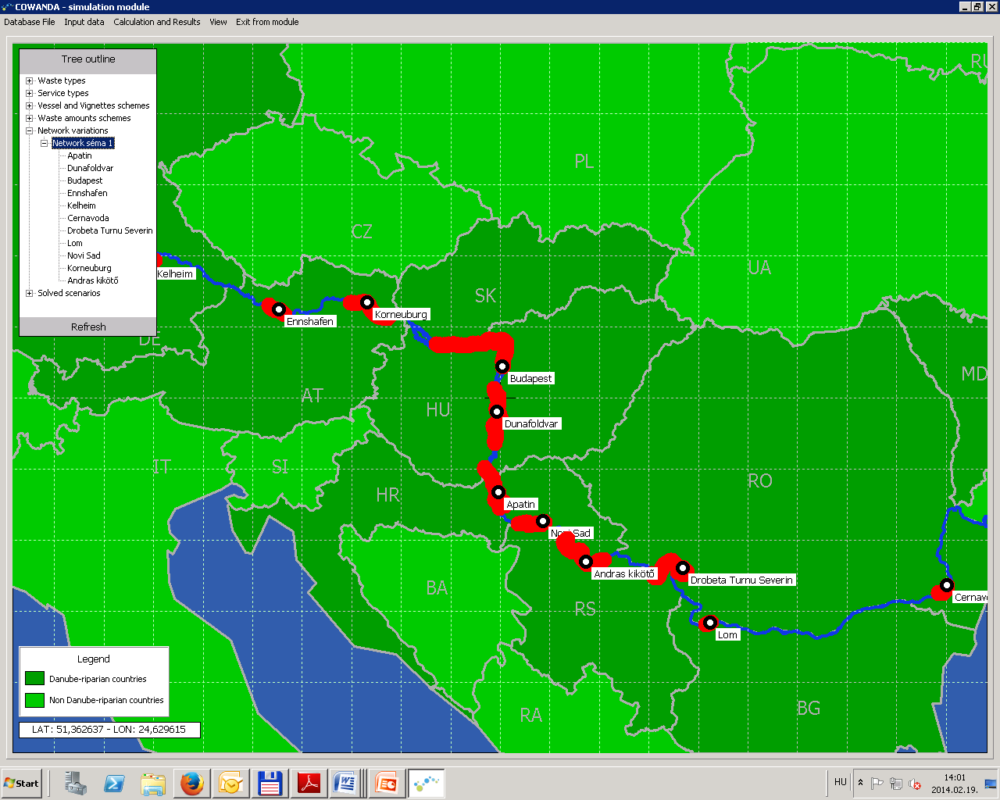 COWANDA - simulation module
Database File Input data Calculation and Results View Exit from module
Tree outline
Waste types
Service types
Vessel and Vignettes schemes
Waste amounts schemes
Network variations
Network séma 1
Apatin
Dunafoldvar
Budapest
Ennshafen
Kelheim
Cernavoda
Drobeta Turnu Severin
Lom
Novi Sad
Korneuburg
Andras kikötő
Solved scenarios
Refresh
RU
PL
CZ
UA
Kelheim
SK
Ennshafen
Korneuburg
DE
Budapest
MD
AT
HU
Dunafoldvar
IT
SI
HR
RO
Apatin
Novi Sad
Andras kikötő
Drobeta Turnu Severin
BA
RS
Cernavo
Lom
RA
BG
Legend
Danube-riparian countries
Non Danube-riparian countries
LAT: 51,362637 - LON: 24,629615
Start
HU
14:01
2014.02.19.